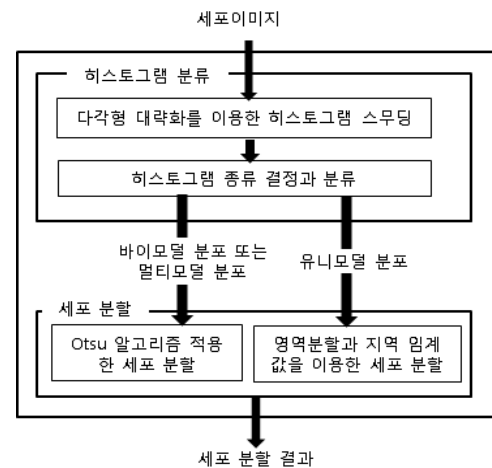 세포이미지
히스토그램 분류
다각형 대략화를 이용한 히스토그램 스무딩
히스토그램 종류 결정과 분류
바이모델 분포 또는
멀티모델 분포
유니모델 분포
세포 분할
Otsu 알고리즘 적용
한 세포 분할
영역분할과 지역 임계
값을 이용한 세포 분할
세포 분할 결과